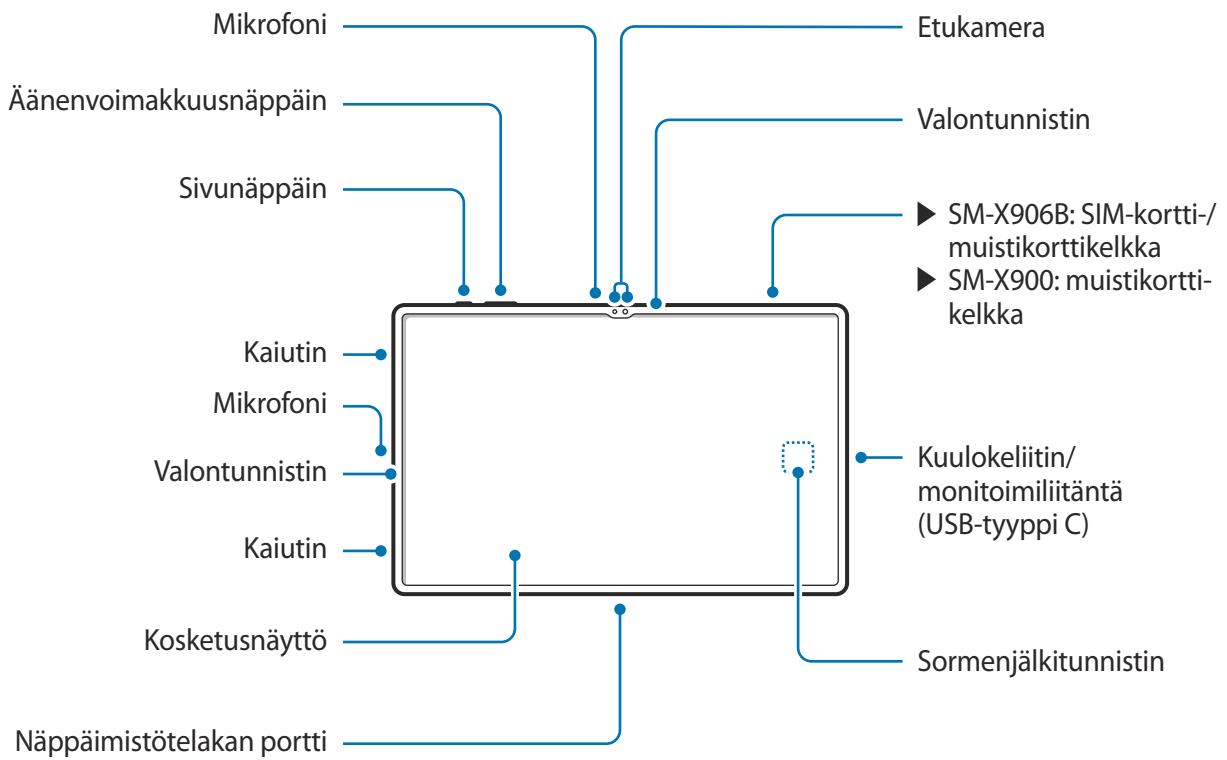 Mikrofoni
Äänenvoimakkuusnäppäin
Sivunäppäin
Kaiutin
Mikrofoni
Valontunnistin
Kaiutin
Kosketusnäyttö
Näppäimistötelakan portti
Etukamera
Valontunnistin
▶ SM-X906B: SIM-kortti-/
muistikorttikelkka
▶ SM-X900: muistikortti-
kelkka
Kuulokeliitin/
monitoimiliitäntä
(USB-tyyppi C)
Sormenjälkitunnistin